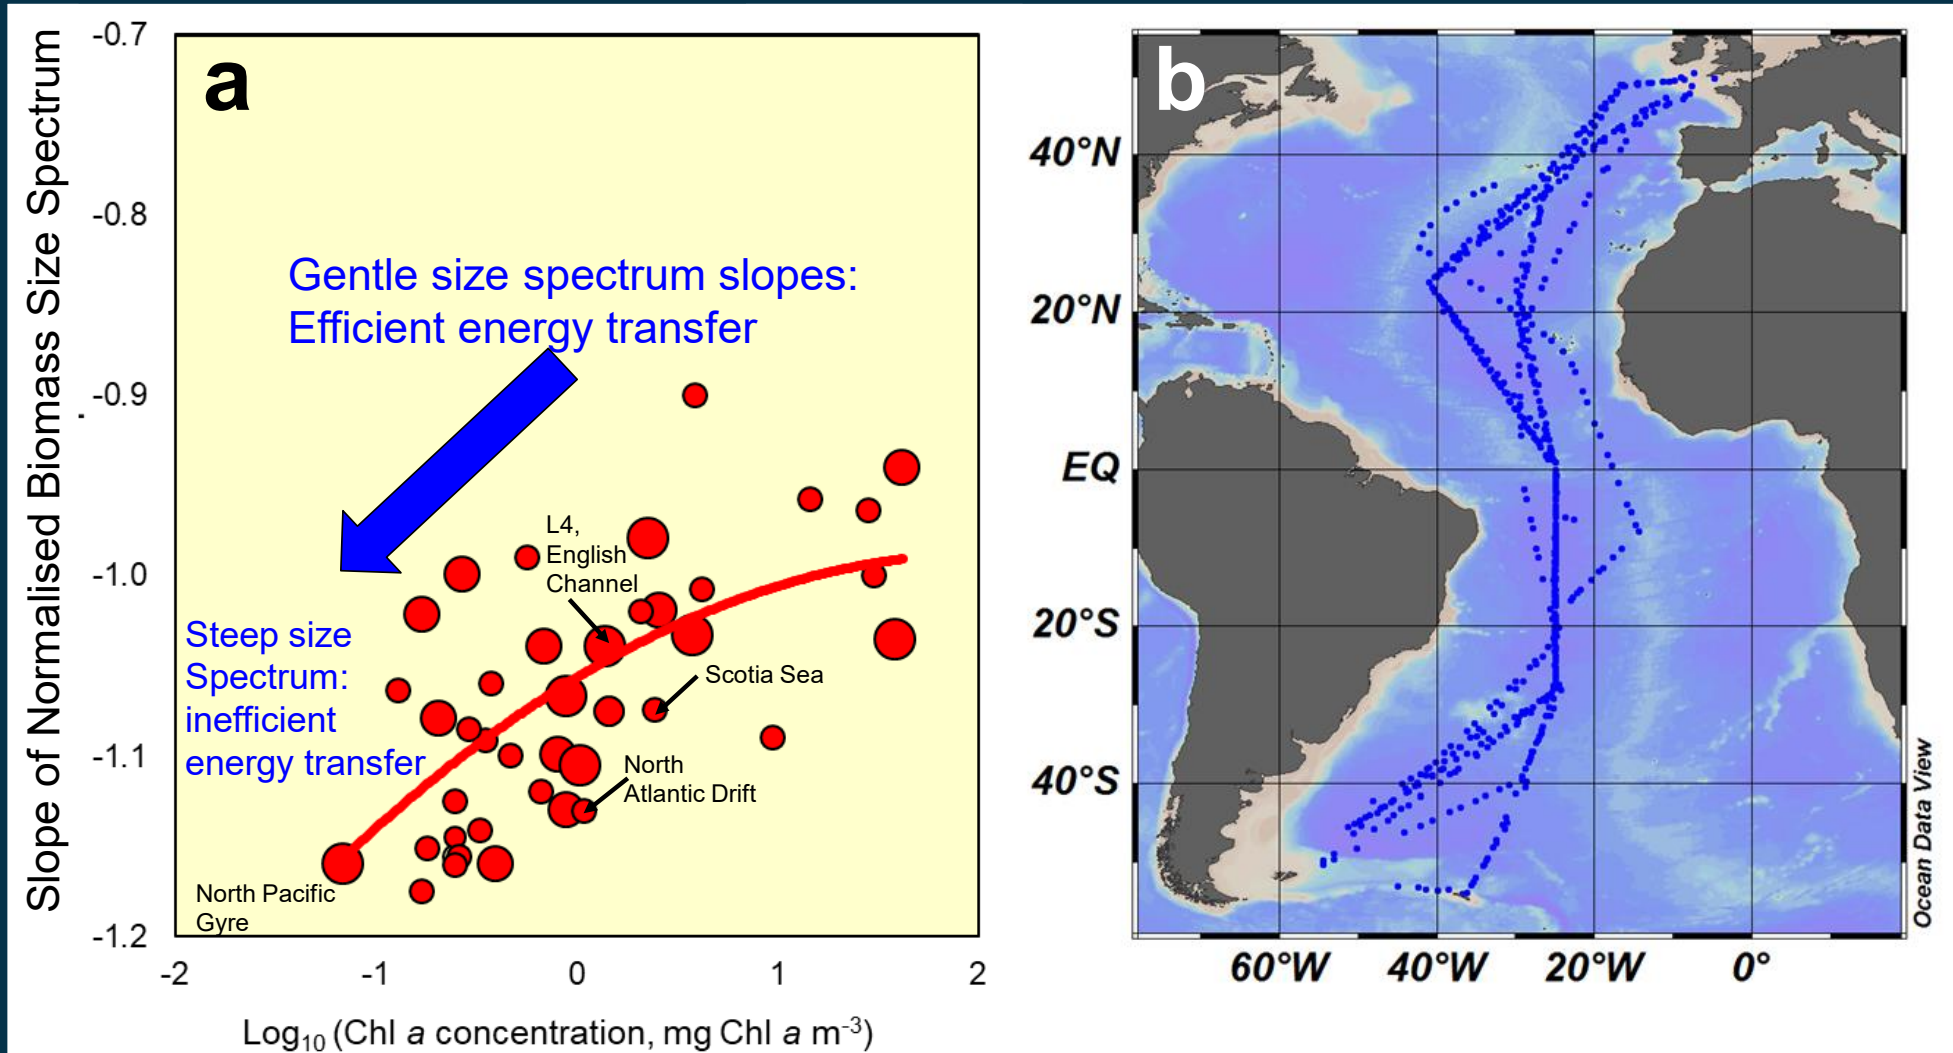 Slope of Normalised Biomass Size Spectrum
-0.7
-0.8
-0.9
-1.0
-1.1
-1.2
a
Gentle size spectrum slopes:
Efficient energy transfer
L4,
English
Channel
Steep size
Spectrum:
inefficient
energy transfer
Scotia Sea
North
Atlantic Drift
North Pacific
Gyre
-2
-1
0
1
2
Log₁₀ (Chl a concentration, mg Chl a m⁻³)
b
40°N
20°N
EQ
20°S
40°S
60°W
40°W
20°W
0°
Ocean Data View